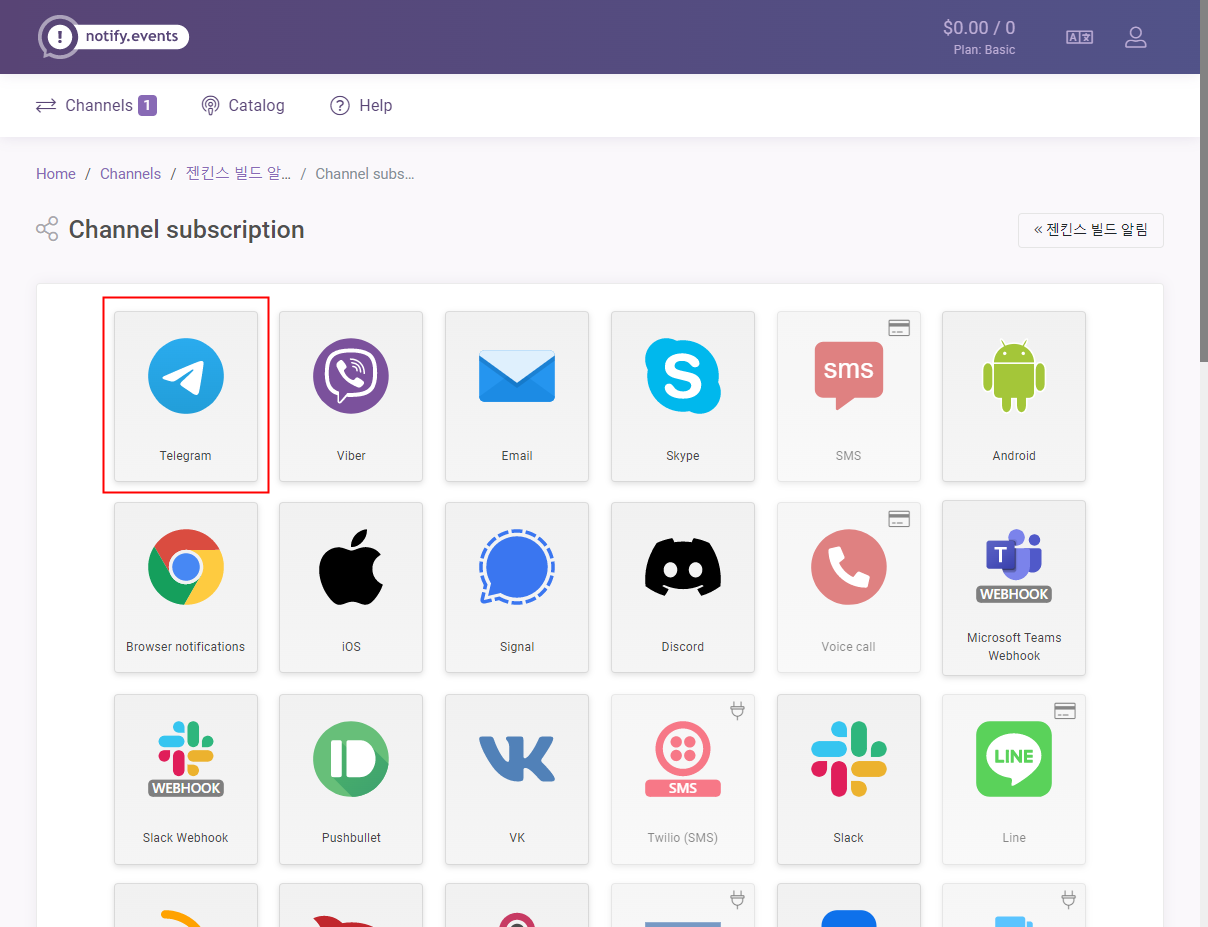 notify.events
$0.00 / 0
Plan: Basic
A
Channels 1
Catalog
Help
Home / Channels / 젠킨스 빌드 알... / Channel subs...
Channel subscription
« 젠킨스 빌드 알림
Telegram
Viber
Email
S
Skype
sms
SMS
Android
Browser notifications
iOS
Signal
Discord
Voice call
T
WEBHOOK
Microsoft Teams
Webhook
WEBHOOK
Slack Webhook
Pushbullet
VK
SMS
Twilio (SMS)
Slack
LINE
Line